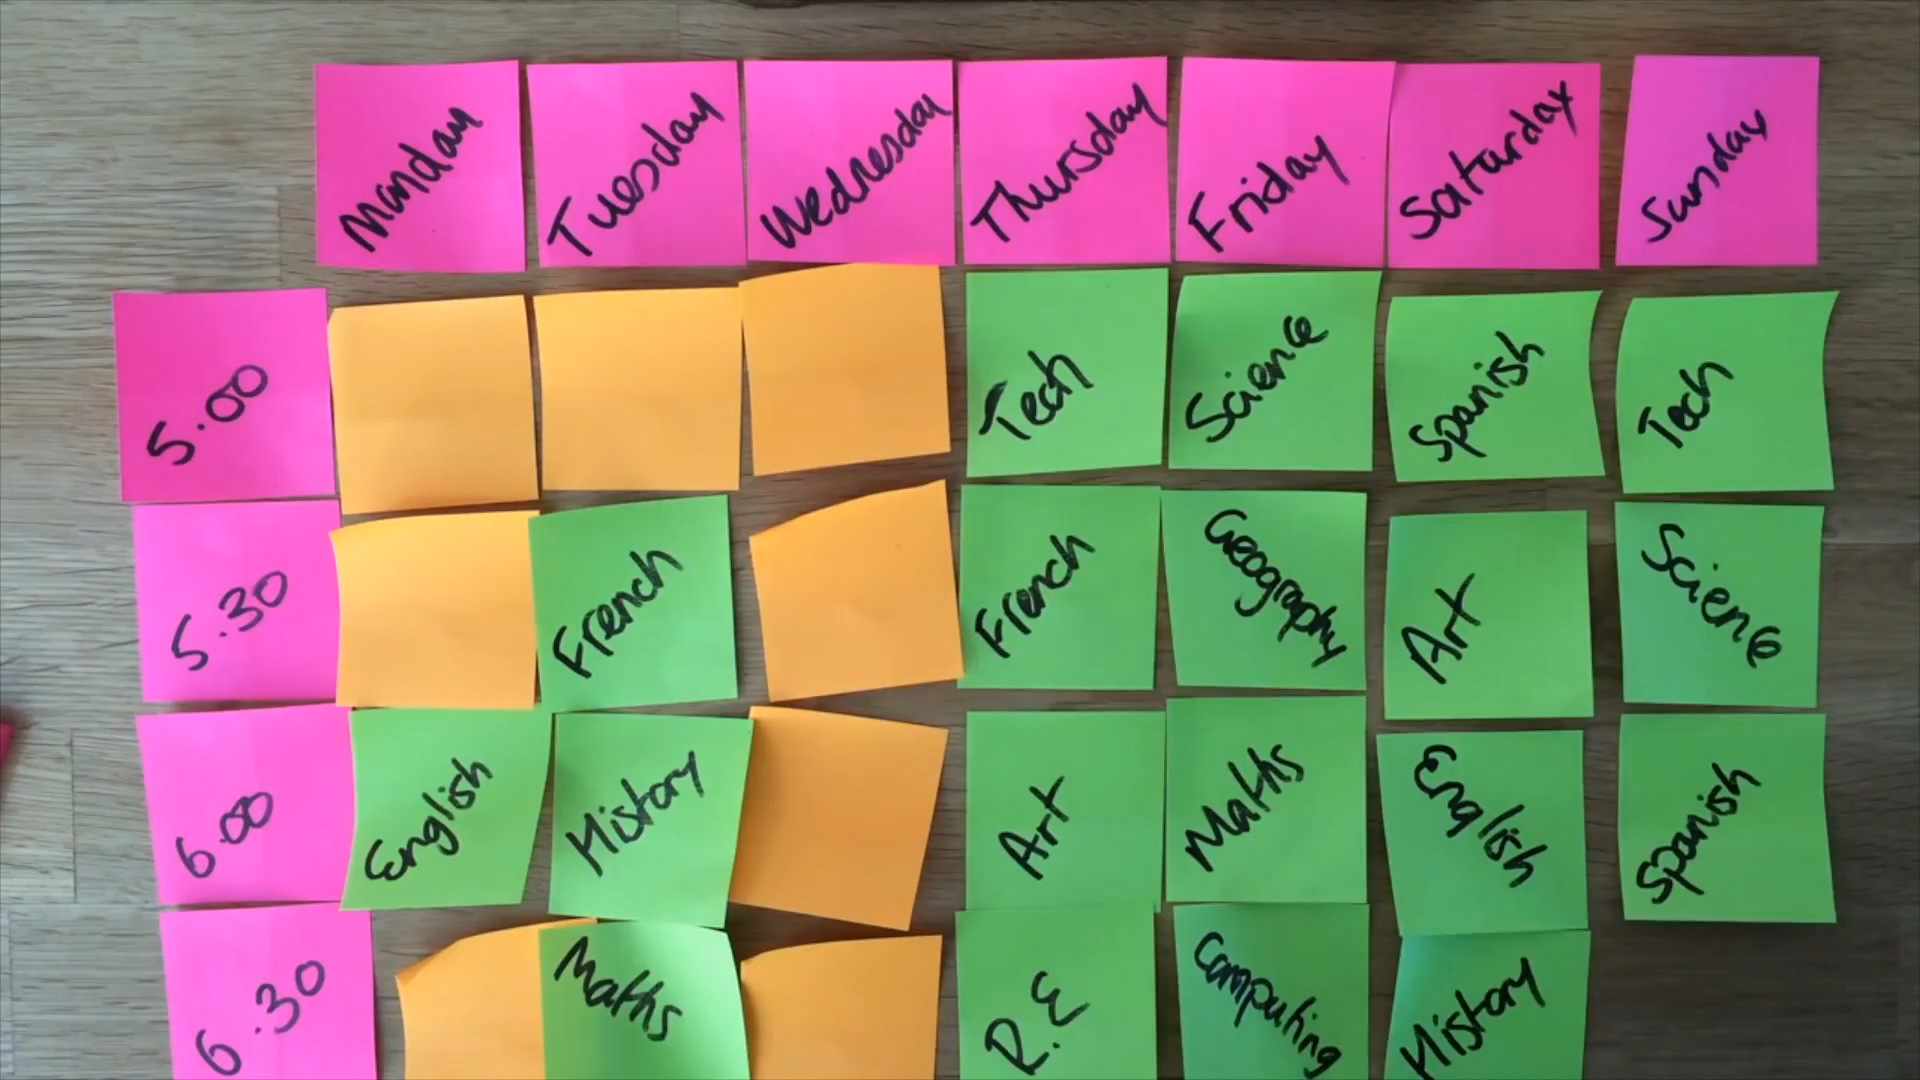 Monday Tuesday Wednesday Thursday Friday Saturday Sunday
5.00 Tech Science Spanish Tech
5.30 French French Geography Art Science
6.00 English History Art Maths English Spanish
6.30 Maths R.E Computing History